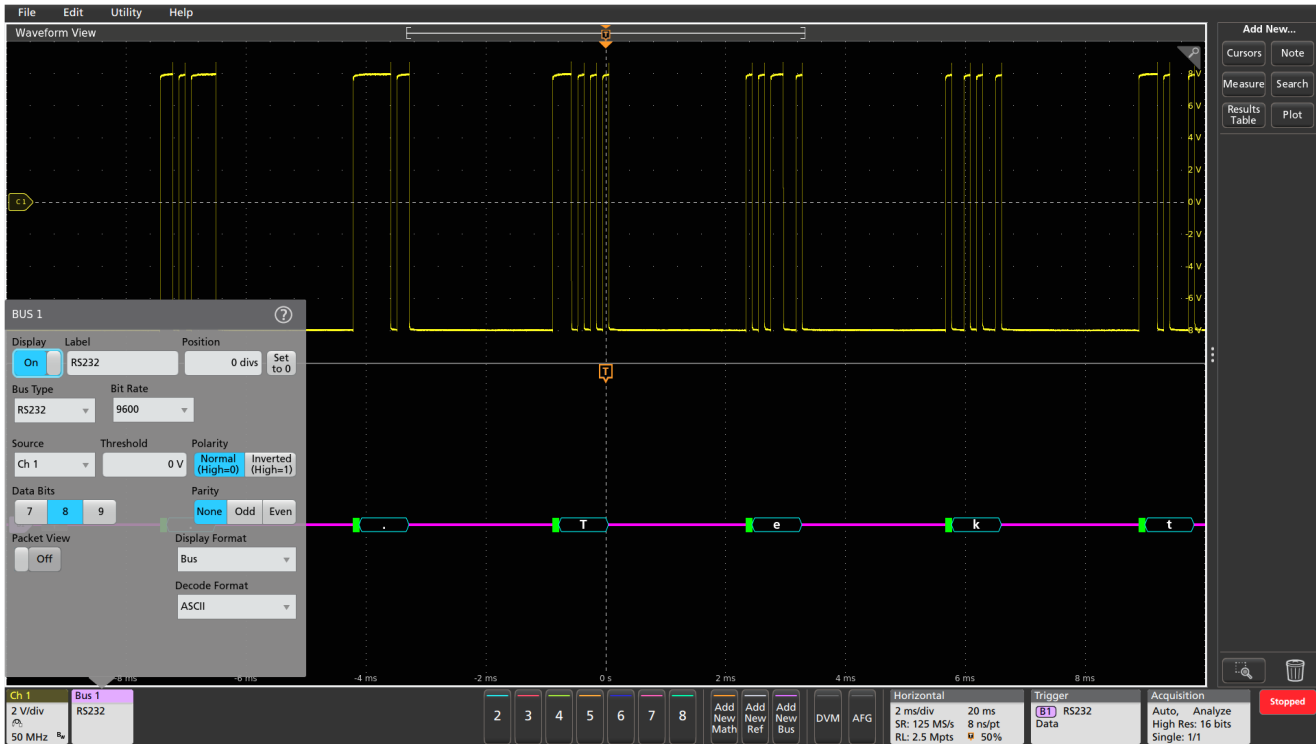 File Edit Utility Help
Waveform View
Add New...
Cursors Note
Measure Search
Results Table Plot
8 V
6 V
4 V
2 V
0 V
-2 V
-4 V
-6 V
8 V
C 1
T
T
BUS 1 ?
Display Label Position
On RS232 0 divs Set to 0
Bus Type Bit Rate
RS232 9600
Source Threshold Polarity
Ch 1 0 V Normal (High=0) Inverted (High=1)
Data Bits Parity
7 8 9 None Odd Even
Packet View Display Format
Off Bus
Decode Format
ASCII
. . T e k t
-8 ms -6 ms -4 ms -2 ms 0 s 2 ms 4 ms 6 ms 8 ms
Ch 1
2 V/div
50 MHz Bw
Bus 1
RS232
2 3 4 5 6 7 8
Add New Math
Add New Ref
Add New Bus
DVM AFG
Horizontal
2 ms/div 20 ms
SR: 125 MS/s 8 ns/pt
RL: 2.5 Mpts T 50%
Trigger
B1 RS232
Data
Acquisition
Auto, Analyze
High Res: 16 bits
Single: 1/1
Stopped